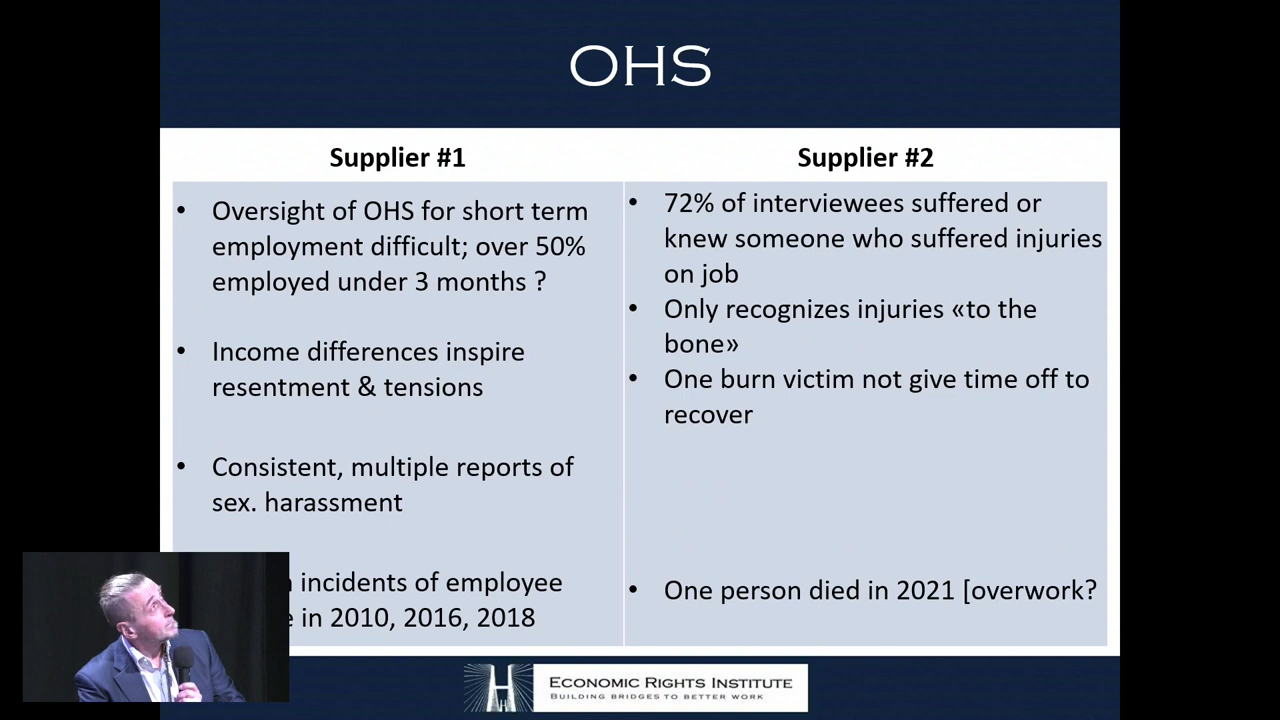 OHS
Supplier #1
• Oversight of OHS for short term
employment difficult; over 50%
employed under 3 months ?
• Income differences inspire
resentment & tensions
• Consistent, multiple reports of
sex. harassment
incidents of employee
in 2010, 2016, 2018
Supplier #2
• 72% of interviewees suffered or
knew someone who suffered injuries
on job
• Only recognizes injuries «to the
bone»
• One burn victim not give time off to
recover
• One person died in 2021 [overwork?
ECONOMIC RIGHTS INSTITUTE
BUILDING BRIDGES TO BETTER WORK